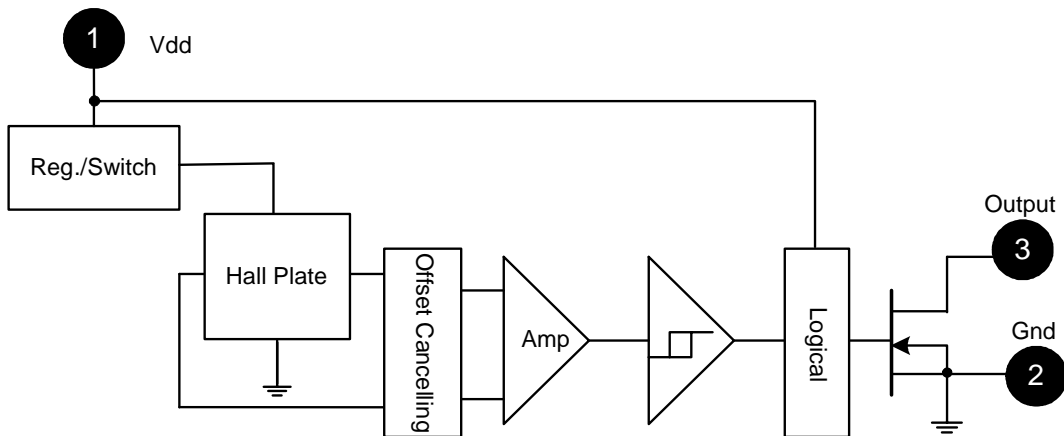 1
Vdd
Reg./Switch
Hall Plate
Offset Cancelling
Amp
Logical
Output
3
Gnd
2